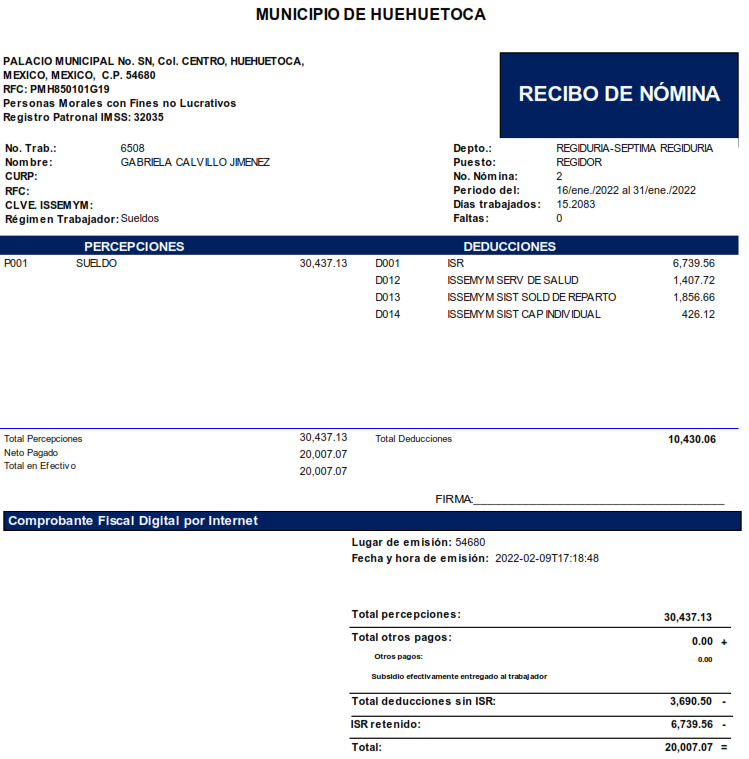 MUNICIPIO DE HUEHUETOCA
PALACIO MUNICIPAL No. SN, Col. CENTRO, HUEHUETOCA,
MEXICO, MEXICO, C.P. 54680
RFC: PMH850101G19
Personas Morales con Fines no Lucrativos
Registro Patronal IMSS: 32035
RECIBO DE NÓMINA
No. Trab.: 6508
Nombre: GABRIELA CALVILLO JIMENEZ
CURP:
RFC:
CLVE. ISSEMYM:
Régimen Trabajador: Sueldos
Depto.: REGIDURIA-SEPTIMA REGIDURIA
Puesto: REGIDOR
No. Nómina: 2
Periodo del: 16/ene./2022 al 31/ene./2022
Días trabajados: 15.2083
Faltas: 0
PERCEPCIONES DEDUCCIONES
P001 SUELDO 30,437.13 D001 ISR 6,739.56
D012 ISSEMYM SERV DE SALUD 1,407.72
D013 ISSEMYM SIST SOLD DE REPARTO 1,856.66
D014 ISSEMYM SIST CAP INDIVIDUAL 426.12
Total Percepciones 30,437.13 Total Deducciones 10,430.06
Neto Pagado 20,007.07
Total en Efectivo 20,007.07
FIRMA:
Comprobante Fiscal Digital por Internet
Lugar de emisión: 54680
Fecha y hora de emisión: 2022-02-09T17:18:48
Total percepciones: 30,437.13
Total otros pagos: 0.00 +
Otros pagos: 0.00
Subsidio efectivamente entregado al trabajador
Total deducciones sin ISR: 3,690.50 -
ISR retenido: 6,739.56 -
Total: 20,007.07 =